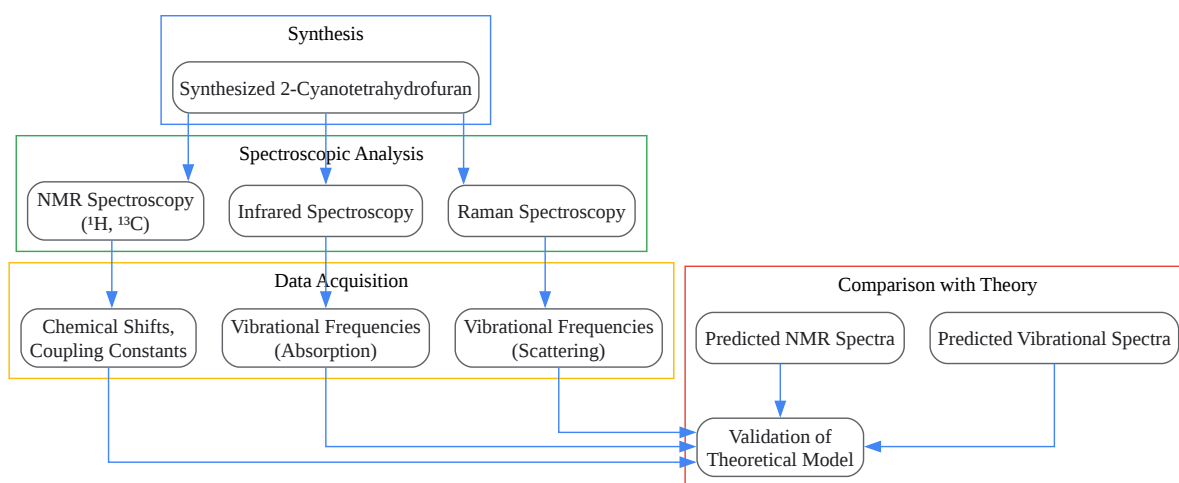 Synthesis
Synthesized 2-Cyanotetrahydrofuran
Spectroscopic Analysis
NMR Spectroscopy
(¹H, ¹³C)
Infrared Spectroscopy
Raman Spectroscopy
Data Acquisition
Chemical Shifts,
Coupling Constants
Vibrational Frequencies
(Absorption)
Vibrational Frequencies
(Scattering)
Comparison with Theory
Predicted NMR Spectra
Predicted Vibrational Spectra
Validation of
Theoretical Model